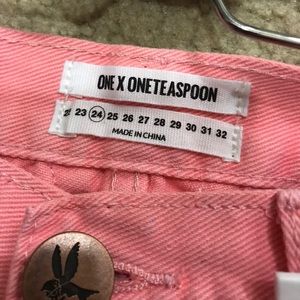 ONE X ONETEASPOON
23 24 25 26 27 28 29 30 31 32
MADE IN CHINA